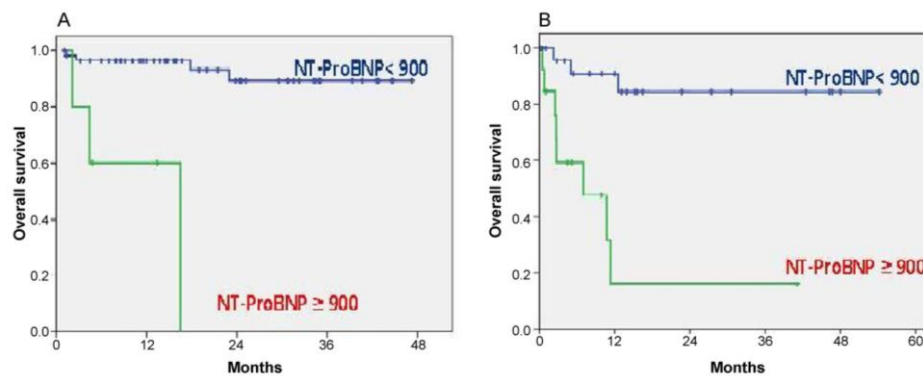 A
Overall survival
1.0
0.8
0.6
0.4
0.2
0.0
NT-ProBNP < 900
NT-ProBNP ≥ 900
0 12 24 36 48
Months
B
Overall survival
1.0
0.8
0.6
0.4
0.2
0.0
NT-ProBNP < 900
NT-ProBNP ≥ 900
0 12 24 36 48 60
Months